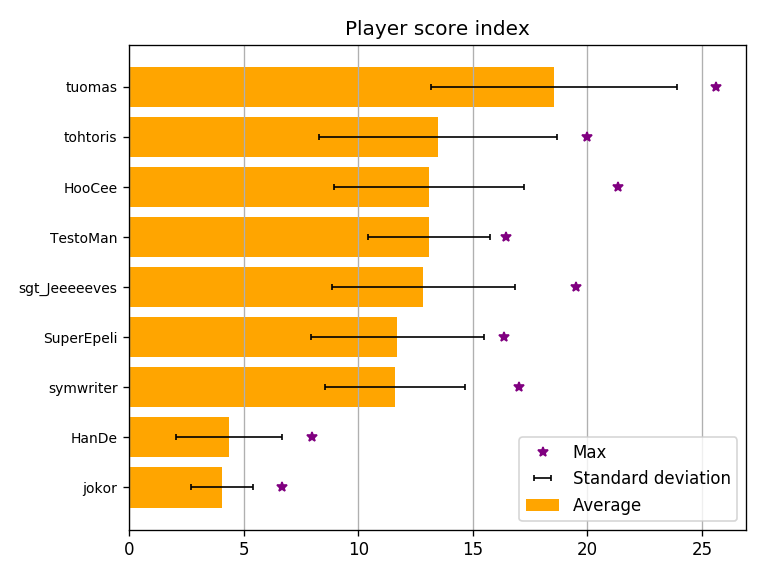 Player score index
tuomas
tohtoris
HooCee
TestoMan
sgt_Jeeeeeves
SuperEpeli
symwriter
HanDe
jokor
Max
Standard deviation
Average
0 5 10 15 20 25